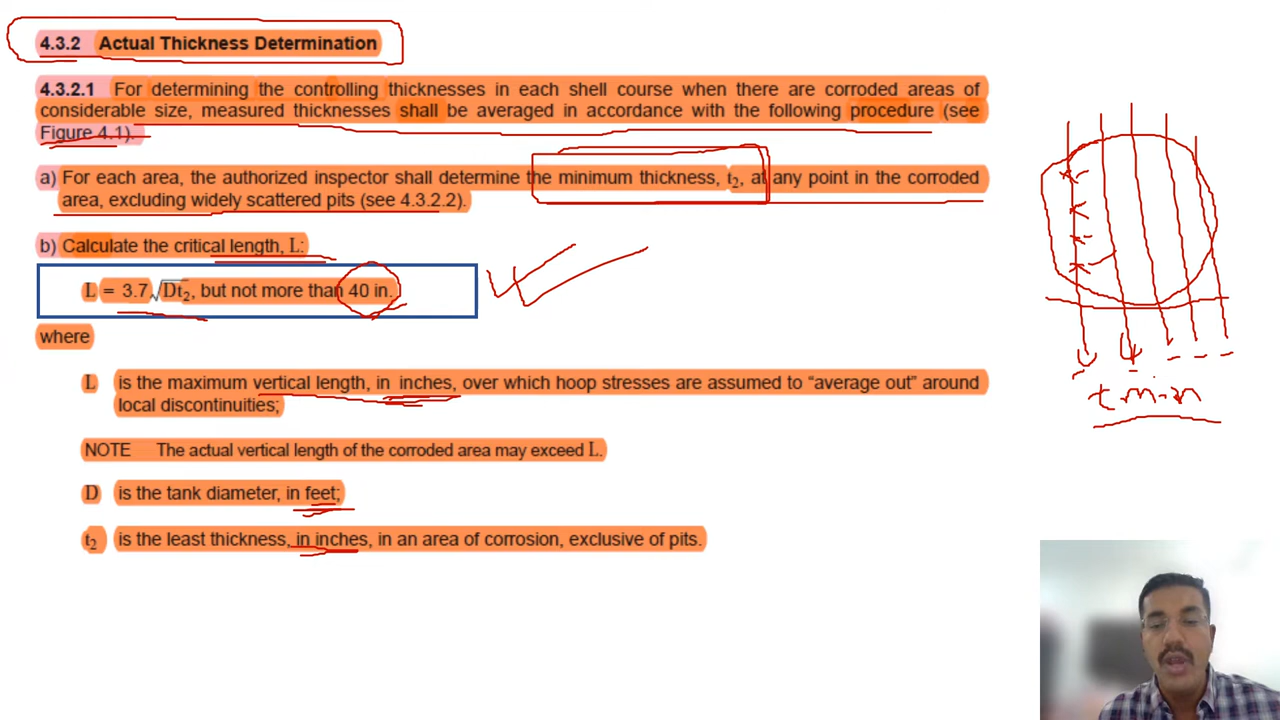 4.3.2 Actual Thickness Determination
4.3.2.1 For determining the controlling thicknesses in each shell course when there are corroded areas of
considerable size, measured thicknesses shall be averaged in accordance with the following procedure (see
Figure 4.1).
a) For each area, the authorized inspector shall determine the minimum thickness, t2, at any point in the corroded
area, excluding widely scattered pits (see 4.3.2.2).
b) Calculate the critical length, L:
L = 3.7√Dt2, but not more than 40 in.
where
L is the maximum vertical length, in inches, over which hoop stresses are assumed to “average out” around
local discontinuities;
NOTE The actual vertical length of the corroded area may exceed L.
D is the tank diameter, in feet;
t2 is the least thickness, in inches, in an area of corrosion, exclusive of pits.
t min